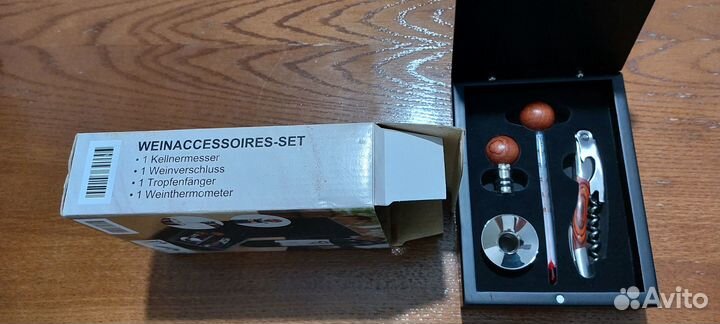 WEINACCESSOIRES-SET
• 1 Kellnermesser
• 1 Weinverschluss
• 1 Tropfenfänger
• 1 Weinthermometer
Avito